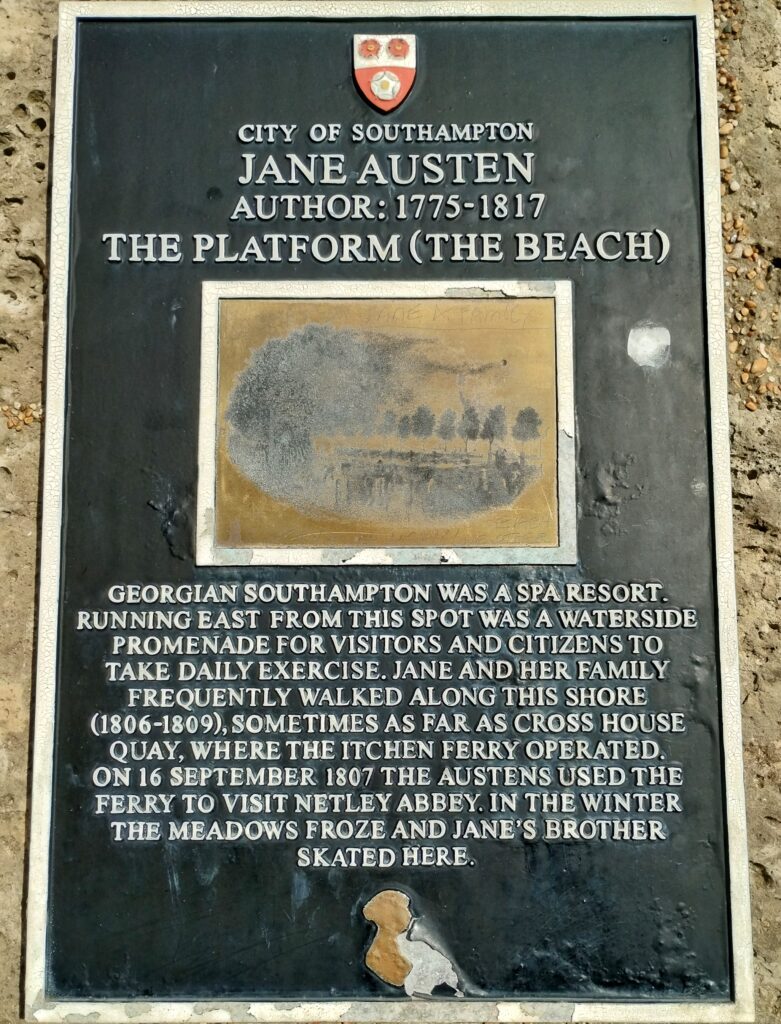 CITY OF SOUTHAMPTON
JANE AUSTEN
AUTHOR: 1775-1817
THE PLATFORM (THE BEACH)
GEORGIAN SOUTHAMPTON WAS A SPA RESORT.
RUNNING EAST FROM THIS SPOT WAS A WATERSIDE
PROMENADE FOR VISITORS AND CITIZENS TO
TAKE DAILY EXERCISE. JANE AND HER FAMILY
FREQUENTLY WALKED ALONG THIS SHORE
(1806-1809), SOMETIMES AS FAR AS CROSS HOUSE
QUAY, WHERE THE ITCHEN FERRY OPERATED.
ON 16 SEPTEMBER 1807 THE AUSTENS USED THE
FERRY TO VISIT NETLEY ABBEY. IN THE WINTER
THE MEADOWS FROZE AND JANE'S BROTHER
SKATED HERE.